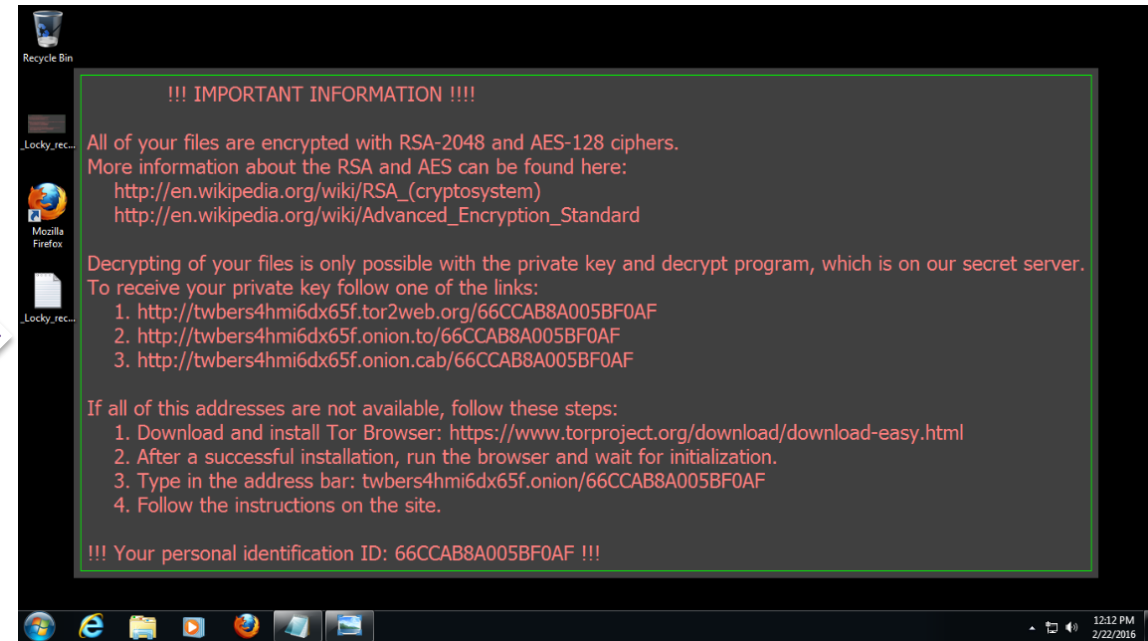 Recycle Bin
!!! IMPORTANT INFORMATION !!!!
_Locky_rec...
All of your files are encrypted with RSA-2048 and AES-128 ciphers.
More information about the RSA and AES can be found here:
http://en.wikipedia.org/wiki/RSA_(cryptosystem)
http://en.wikipedia.org/wiki/Advanced_Encryption_Standard
Mozilla
Firefox
Decrypting of your files is only possible with the private key and decrypt program, which is on our secret server.
To receive your private key follow one of the links:
1. http://twbers4hmi6dx65f.tor2web.org/66CCAB8A005BF0AF
2. http://twbers4hmi6dx65f.onion.to/66CCAB8A005BF0AF
3. http://twbers4hmi6dx65f.onion.cab/66CCAB8A005BF0AF
_Locky_rec...
If all of this addresses are not available, follow these steps:
1. Download and install Tor Browser: https://www.torproject.org/download/download-easy.html
2. After a successful installation, run the browser and wait for initialization.
3. Type in the address bar: twbers4hmi6dx65f.onion/66CCAB8A005BF0AF
4. Follow the instructions on the site.
!!! Your personal identification ID: 66CCAB8A005BF0AF !!!
12:12 PM
2/22/2016